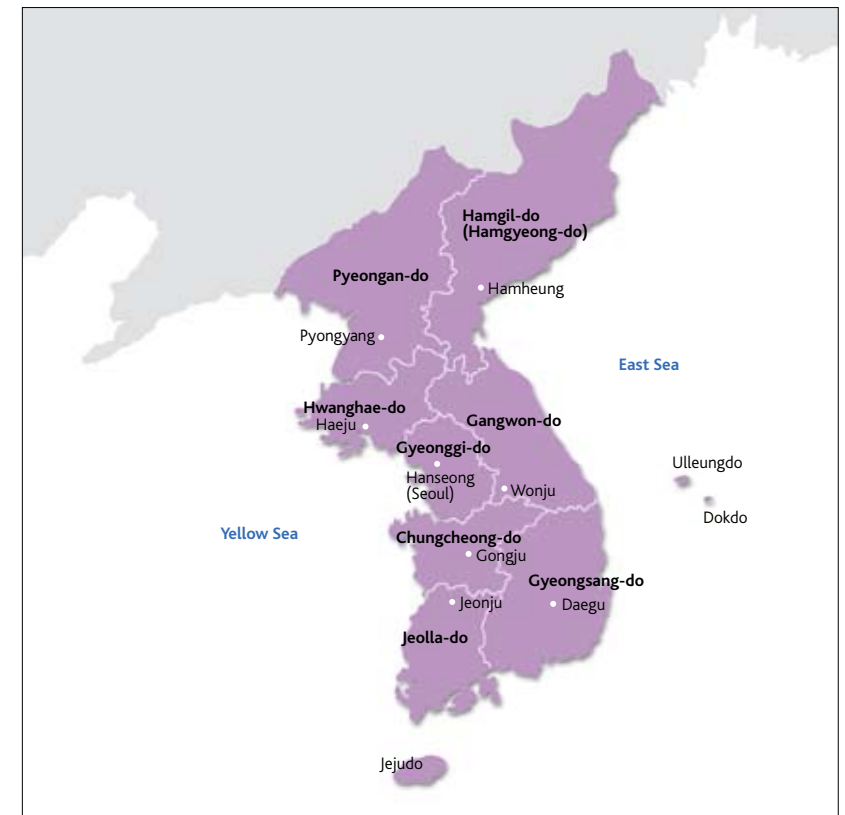 Hamgil-do
(Hamgyeong-do)
Pyeongan-do
Hamheung
Pyongyang
East Sea
Hwanghae-do
Haeju
Gangwon-do
Gyeonggi-do
Hanseong
(Seoul)
Wonju
Ulleungdo
Dokdo
Yellow Sea
Chungcheong-do
Gongju
Gyeongsang-do
Daegu
Jeonju
Jeolla-do
Jejudo